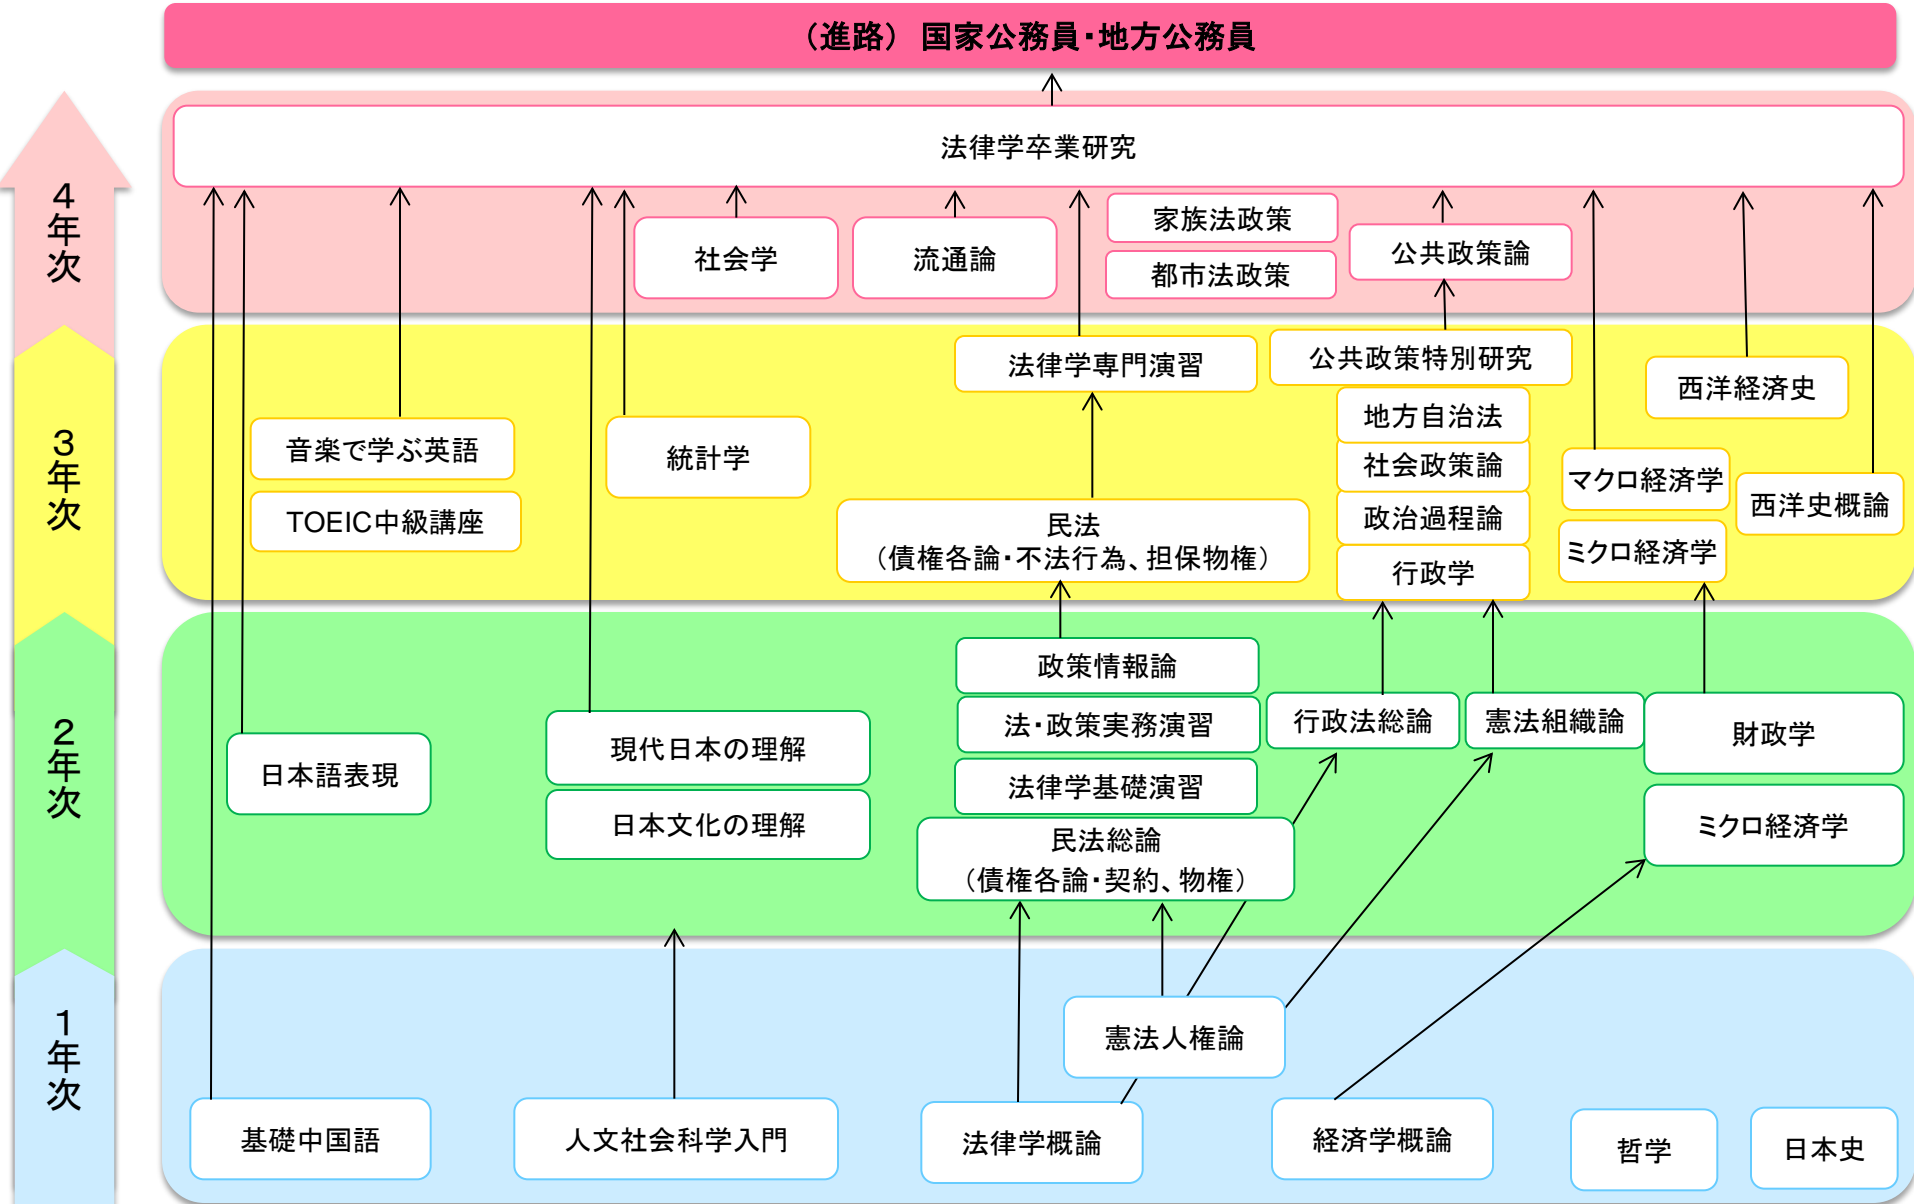 （進路） 国家公務員・地方公務員
4年次
法律学卒業研究
社会学
流通論
家族法政策
都市法政策
公共政策論
3年次
法律学専門演習
公共政策特別研究
西洋経済史
音楽で学ぶ英語
統計学
地方自治法
社会政策論
マクロ経済学
TOEIC中級講座
民法
（債権各論・不法行為、担保物権）
政治過程論
西洋史概論
行政学
ミクロ経済学
2年次
政策情報論
法・政策実務演習
行政法総論
憲法組織論
財政学
日本語表現
現代日本の理解
法律学基礎演習
日本文化の理解
民法総論
（債権各論・契約、物権）
ミクロ経済学
1年次
憲法人権論
基礎中国語
人文社会科学入門
法律学概論
経済学概論
哲学
日本史